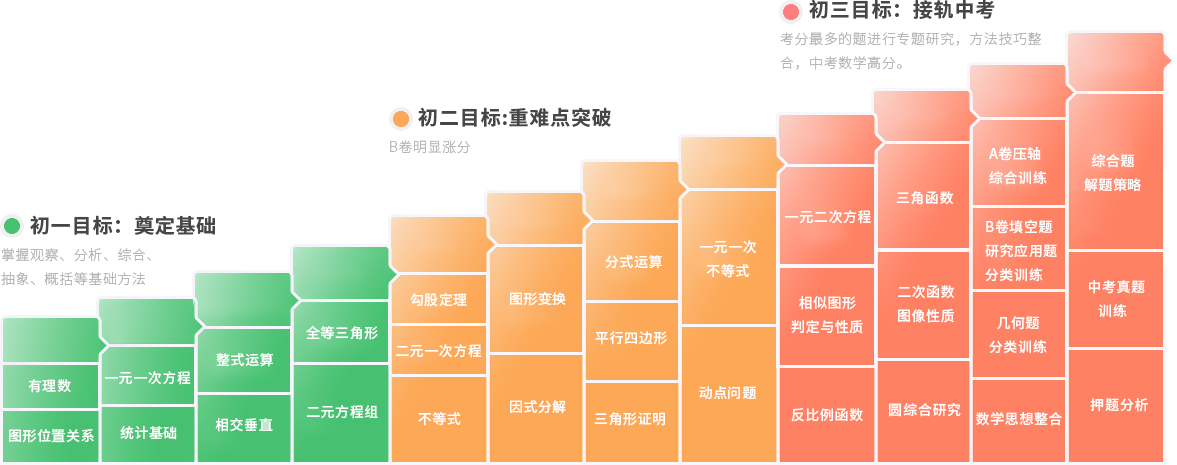 初三目标：接轨中考
考分最多的题进行专题研究，方法技巧整
合，中考数学高分。
初二目标:重难点突破
B卷明显涨分
初一目标：奠定基础
掌握观察、分析、综合、
抽象、概括等基础方法
有理数
图形位置关系
一元一次方程
统计基础
整式运算
相交垂直
全等三角形
二元方程组
勾股定理
二元一次方程
不等式
图形变换
因式分解
分式运算
平行四边形
三角形证明
一元一次
不等式
动点问题
一元二次方程
相似图形
判定与性质
反比例函数
三角函数
二次函数
图像性质
圆综合研究
A卷压轴
综合训练
B卷填空题
研究应用题
分类训练
几何题
分类训练
数学思想整合
综合题
解题策略
中考真题
训练
押题分析